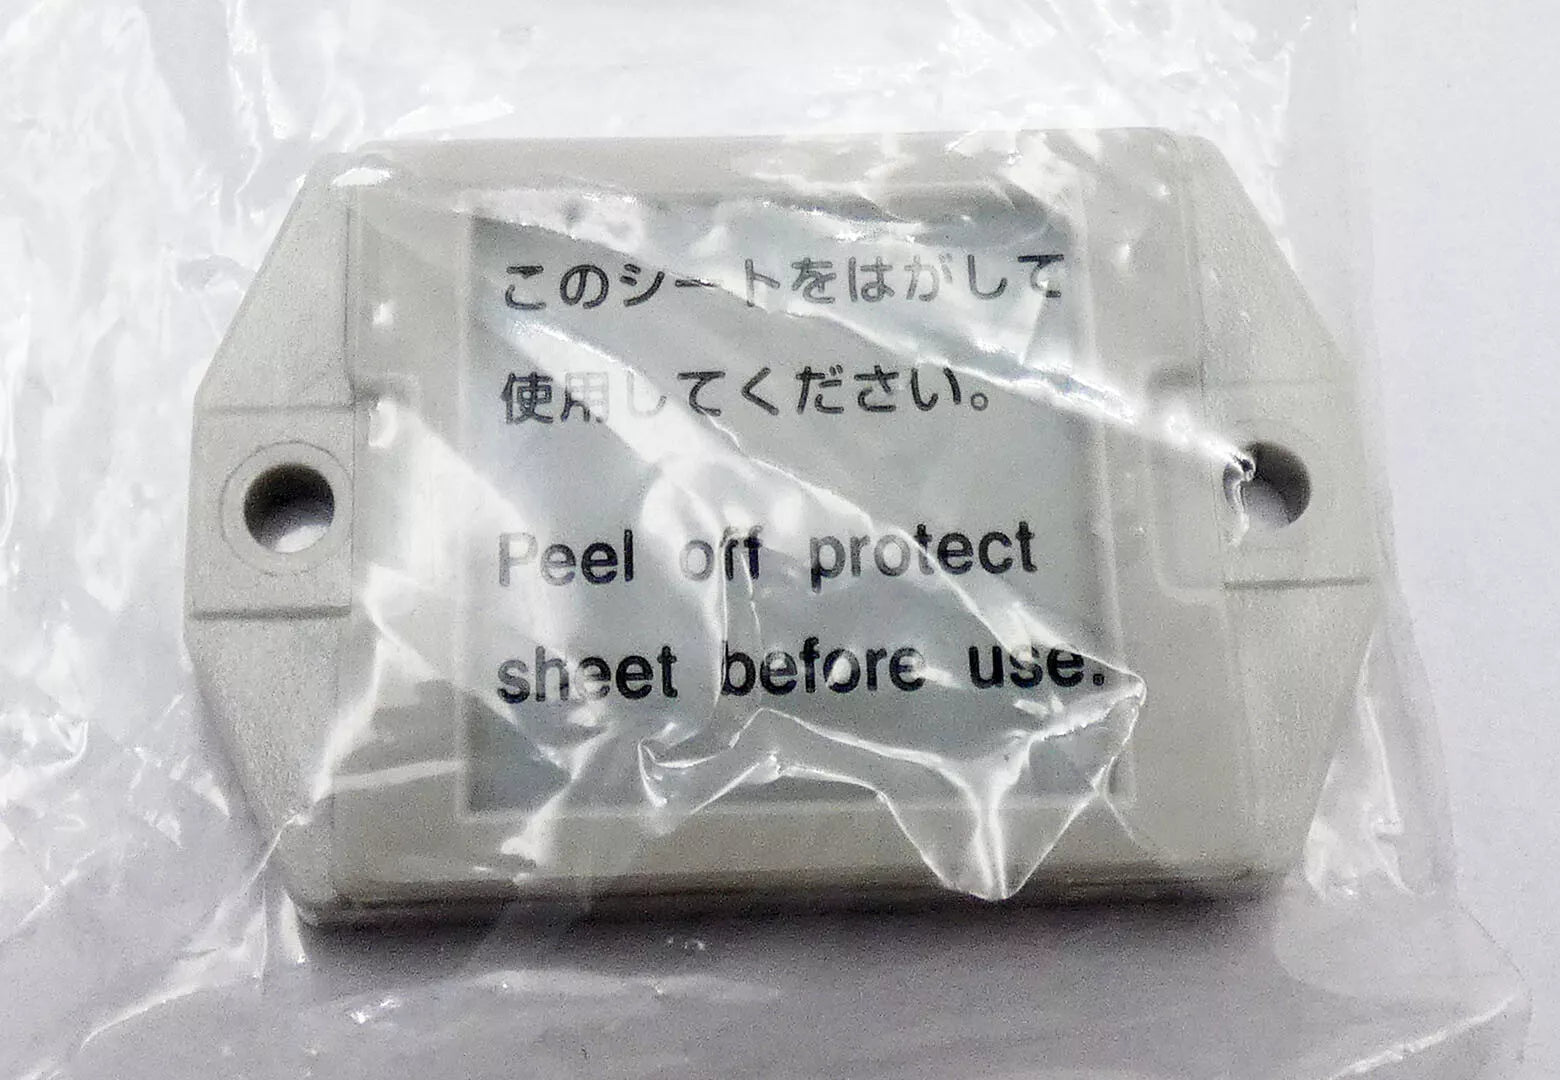 このシートをはがして
使用してください。
Peel off protect
sheet before use.